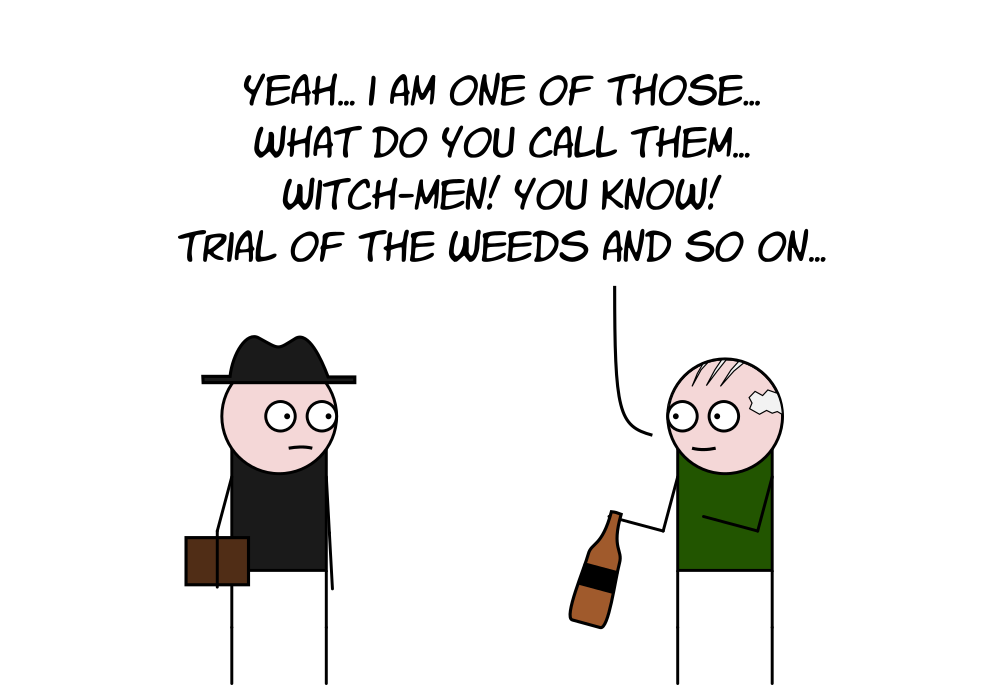 YEAH... I AM ONE OF THOSE...
WHAT DO YOU CALL THEM...
WITCH-MEN! YOU KNOW!
TRIAL OF THE WEEDS AND SO ON...